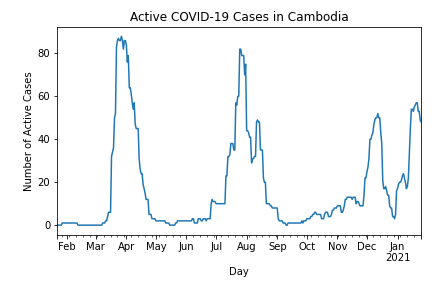 Active COVID-19 Cases in Cambodia
Number of Active Cases
80
60
40
20
0
Feb Mar Apr May Jun Jul Aug Sep Oct Nov Dec Jan
2021
Day